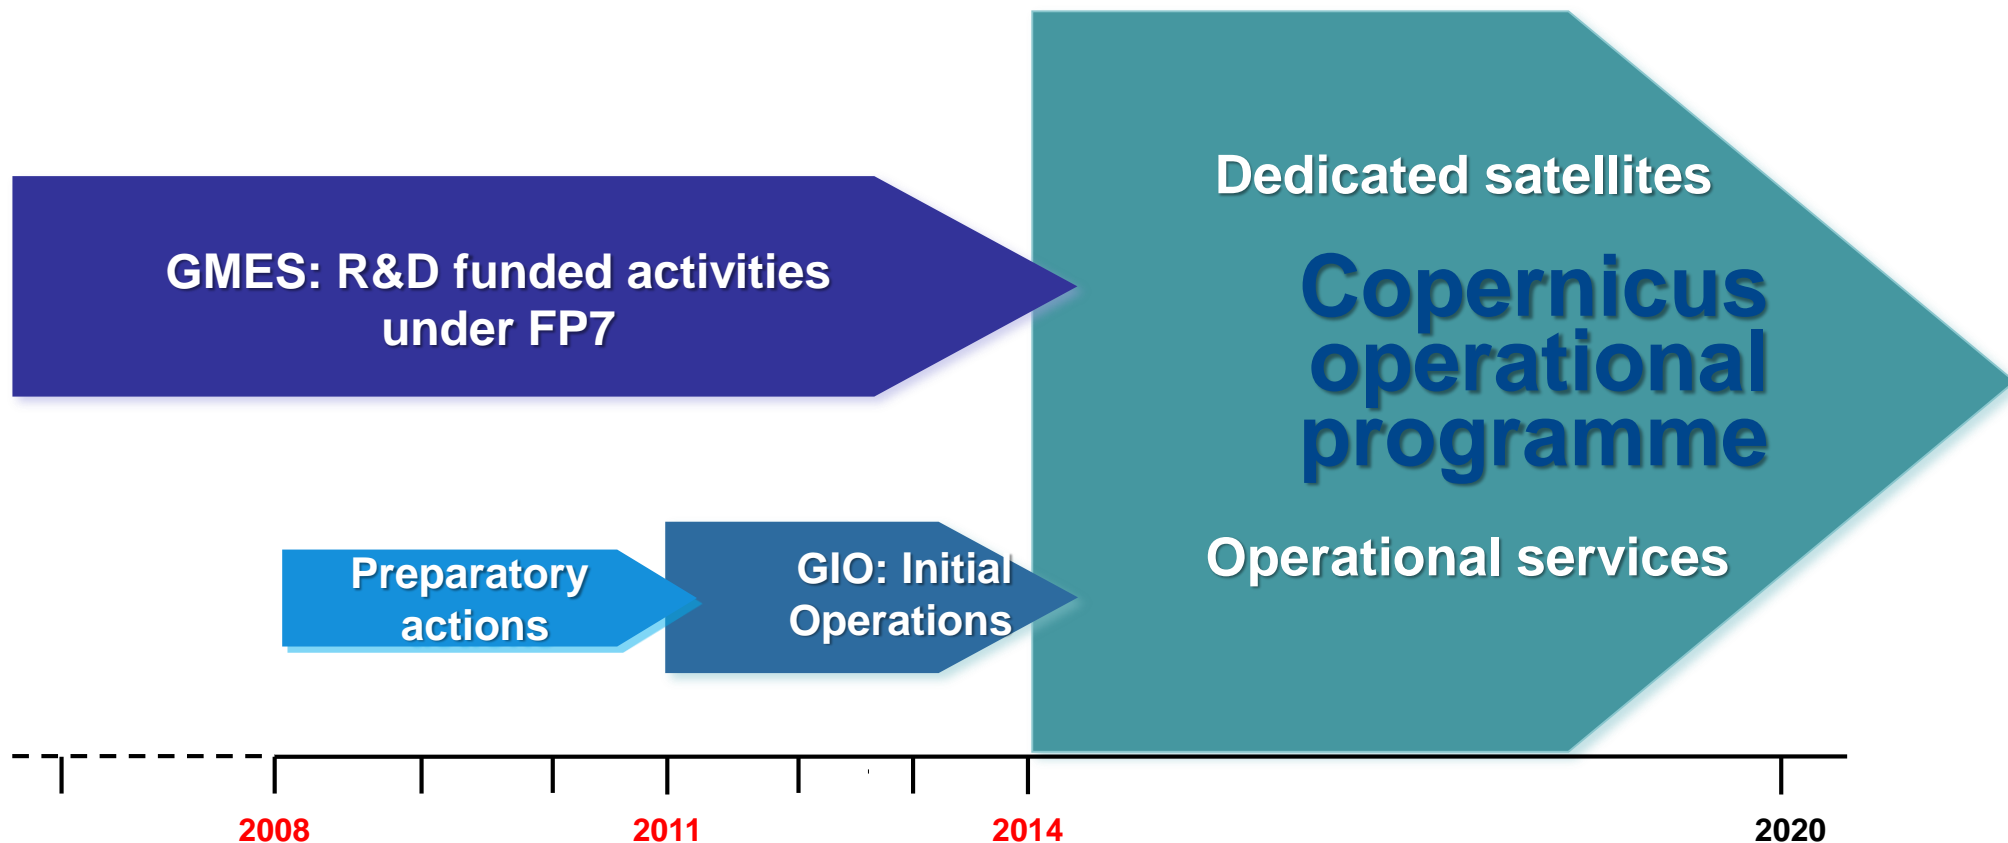 GMES: R&D funded activities
under FP7
Dedicated satellites
Copernicus
operational
programme
Operational services
Preparatory
actions
GIO: Initial
Operations
2008
2011
2014
2020